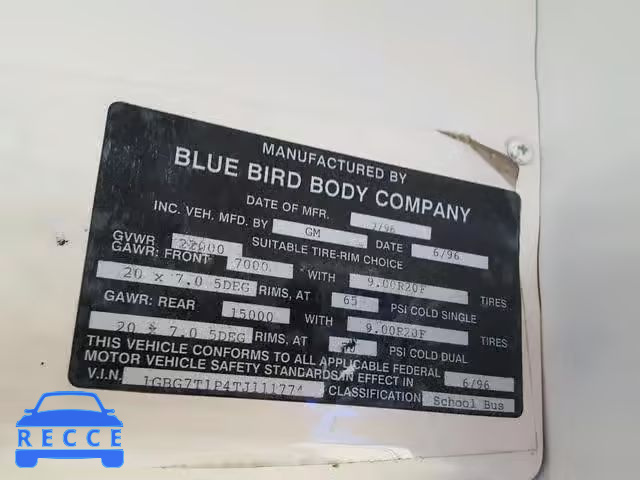 MANUFACTURED BY
BLUE BIRD BODY COMPANY
DATE OF MFR. 7/96
INC. VEH. MFD. BY GM DATE 6/96
GVWR 22000 SUITABLE TIRE-RIM CHOICE
GAWR: FRONT 7000 WITH 9.00R20F TIRES
20 x 7.0 5DEG RIMS, AT 65 PSI COLD SINGLE
GAWR: REAR 15000 WITH 9.00R20F TIRES
20 x 7.0 5DEG RIMS, AT PSI COLD DUAL
THIS VEHICLE CONFORMS TO ALL APPLICABLE FEDERAL
MOTOR VEHICLE SAFETY STANDARDS IN EFFECT IN 6/96
V.I.N. 1GBG7T1P4TJ111774 CLASSIFICATION School Bus
RECCE